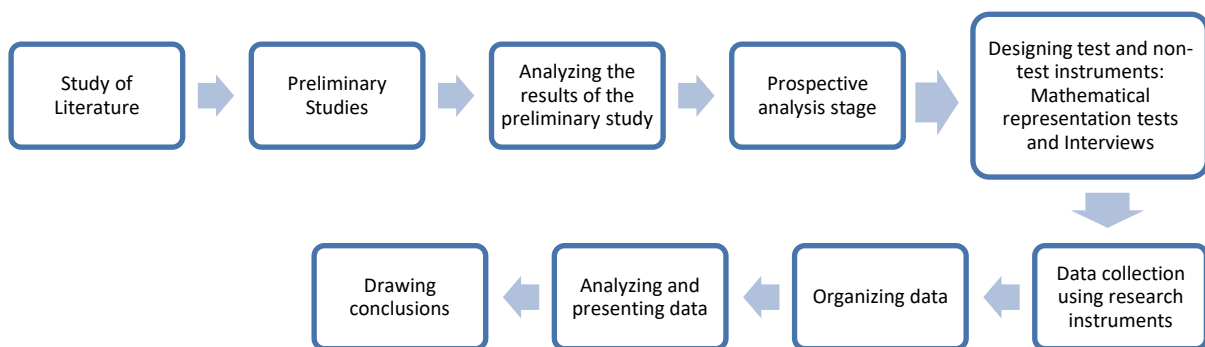 Study of
Literature
Preliminary
Studies
Analyzing the
results of the
preliminary study
Prospective
analysis stage
Designing test and non-
test instruments:
Mathematical
representation tests
and Interviews
Data collection
using research
instruments
Organizing data
Analyzing and
presenting data
Drawing
conclusions